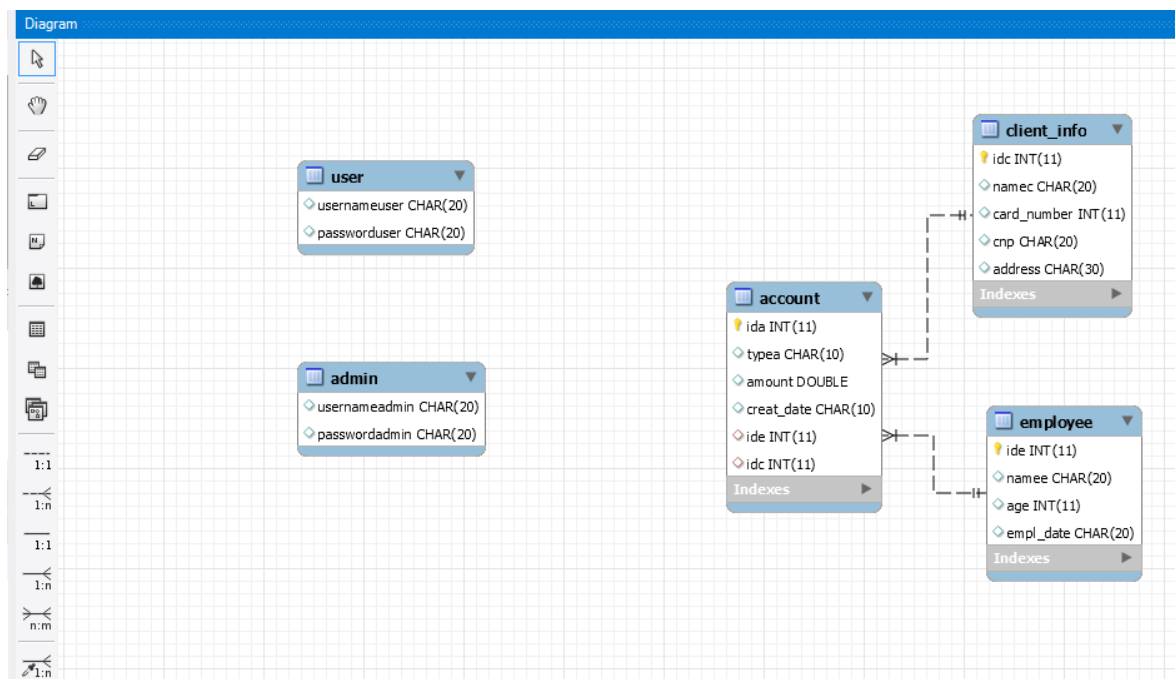 Diagram
user
usernameuser CHAR(20)
passworduser CHAR(20)
admin
usernameadmin CHAR(20)
passwordadmin CHAR(20)
account
ida INT(11)
typea CHAR(10)
amount DOUBLE
creat_date CHAR(10)
ide INT(11)
idc INT(11)
Indexes
client_info
idc INT(11)
namec CHAR(20)
card_number INT(11)
cnp CHAR(20)
address CHAR(30)
Indexes
employee
ide INT(11)
namee CHAR(20)
age INT(11)
empl_date CHAR(20)
Indexes
1:1
1:n
1:1
1:n
n:m
1:n